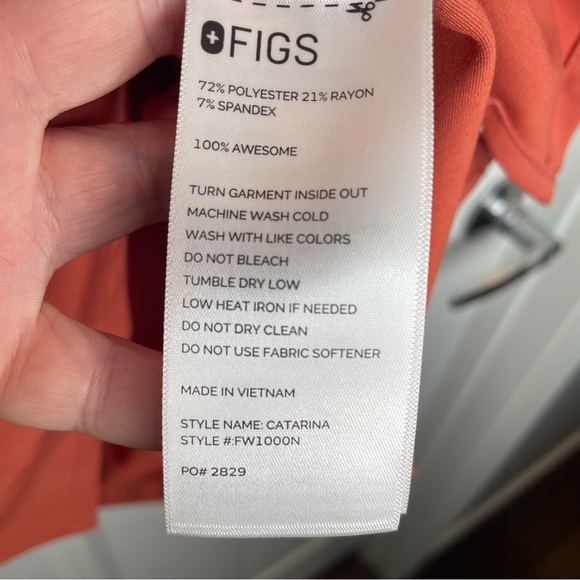 FIGS
72% POLYESTER 21% RAYON
7% SPANDEX
100% AWESOME
TURN GARMENT INSIDE OUT
MACHINE WASH COLD
WASH WITH LIKE COLORS
DO NOT BLEACH
TUMBLE DRY LOW
LOW HEAT IRON IF NEEDED
DO NOT DRY CLEAN
DO NOT USE FABRIC SOFTENER
MADE IN VIETNAM
STYLE NAME: CATARINA
STYLE #:FW1000N
PO# 2829